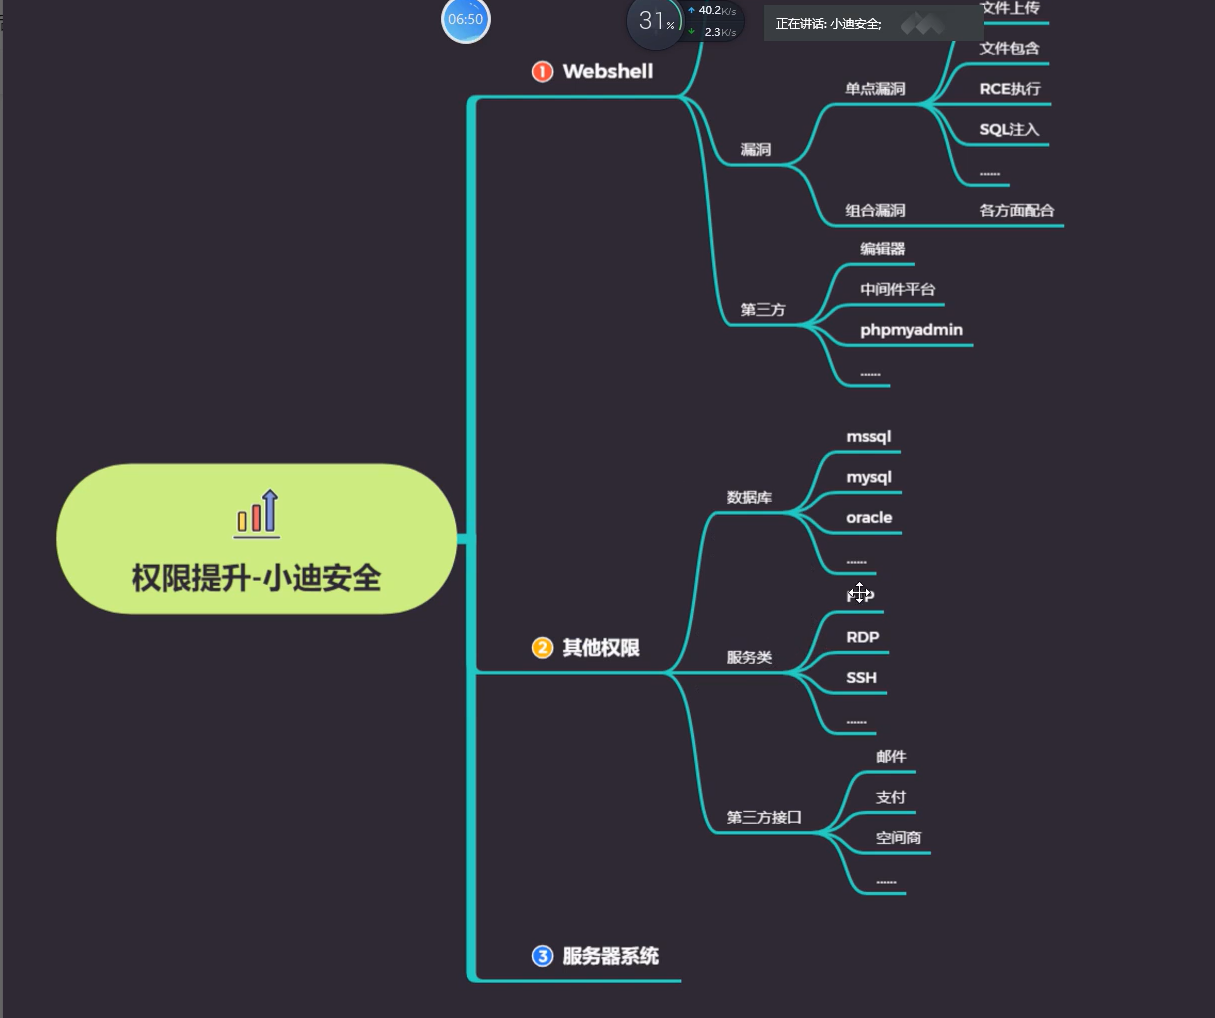 06:50
31%
40.2K/s
2.3K/s
正在讲话: 小迪安全;
文件上传
文件包含
1 Webshell
单点漏洞
RCE执行
SQL注入
漏洞
......
组合漏洞
各方面配合
编辑器
中间件平台
第三方
phpmyadmin
......
mssql
mysql
数据库
oracle
......
权限提升-小迪安全
2 其他权限
RDP
服务类
SSH
......
邮件
支付
第三方接口
空间商
......
3 服务器系统